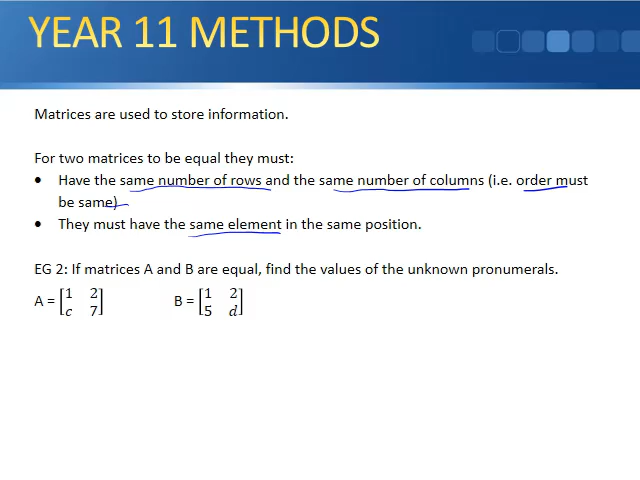 YEAR 11 METHODS
Matrices are used to store information.
For two matrices to be equal they must:
• Have the same number of rows and the same number of columns (i.e. order must
be same)
• They must have the same element in the same position.
EG 2: If matrices A and B are equal, find the values of the unknown pronumerals.
A = [1 2 B = [1 2]
c 7] 5 d]